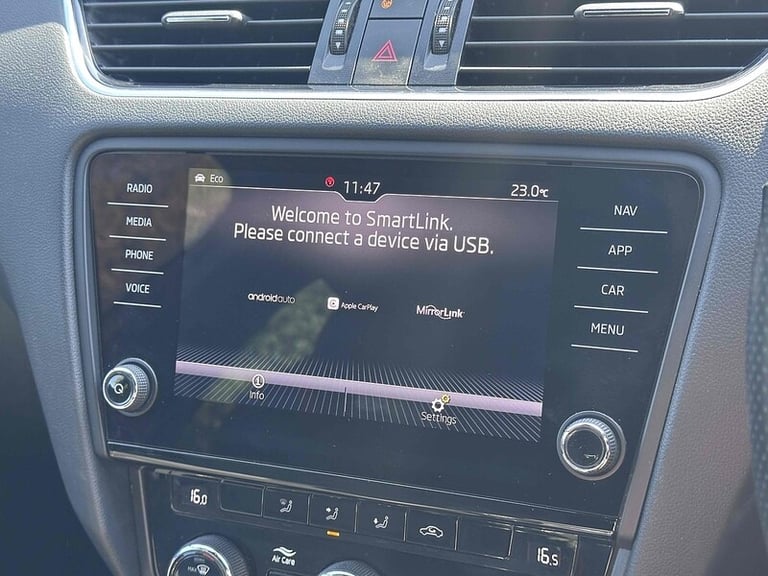 RADIO
MEDIA
PHONE
VOICE
Eco
11:47
23.0°C
Welcome to SmartLink.
Please connect a device via USB.
androidauto
Apple CarPlay
MirrorLink
Info
Settings
NAV
APP
CAR
MENU
16.0
16.5
MAX
Air Care